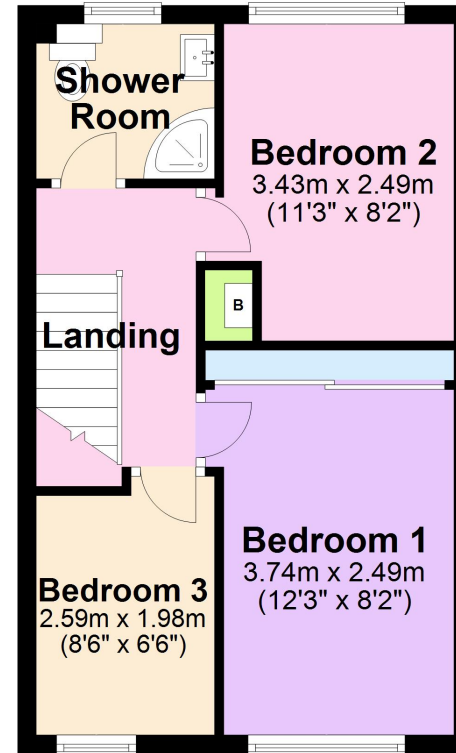 Shower
Room
Bedroom 2
3.43m x 2.49m
(11'3" x 8'2")
B
Landing
Bedroom 1
3.74m x 2.49m
(12'3" x 8'2")
Bedroom 3
2.59m x 1.98m
(8'6" x 6'6")